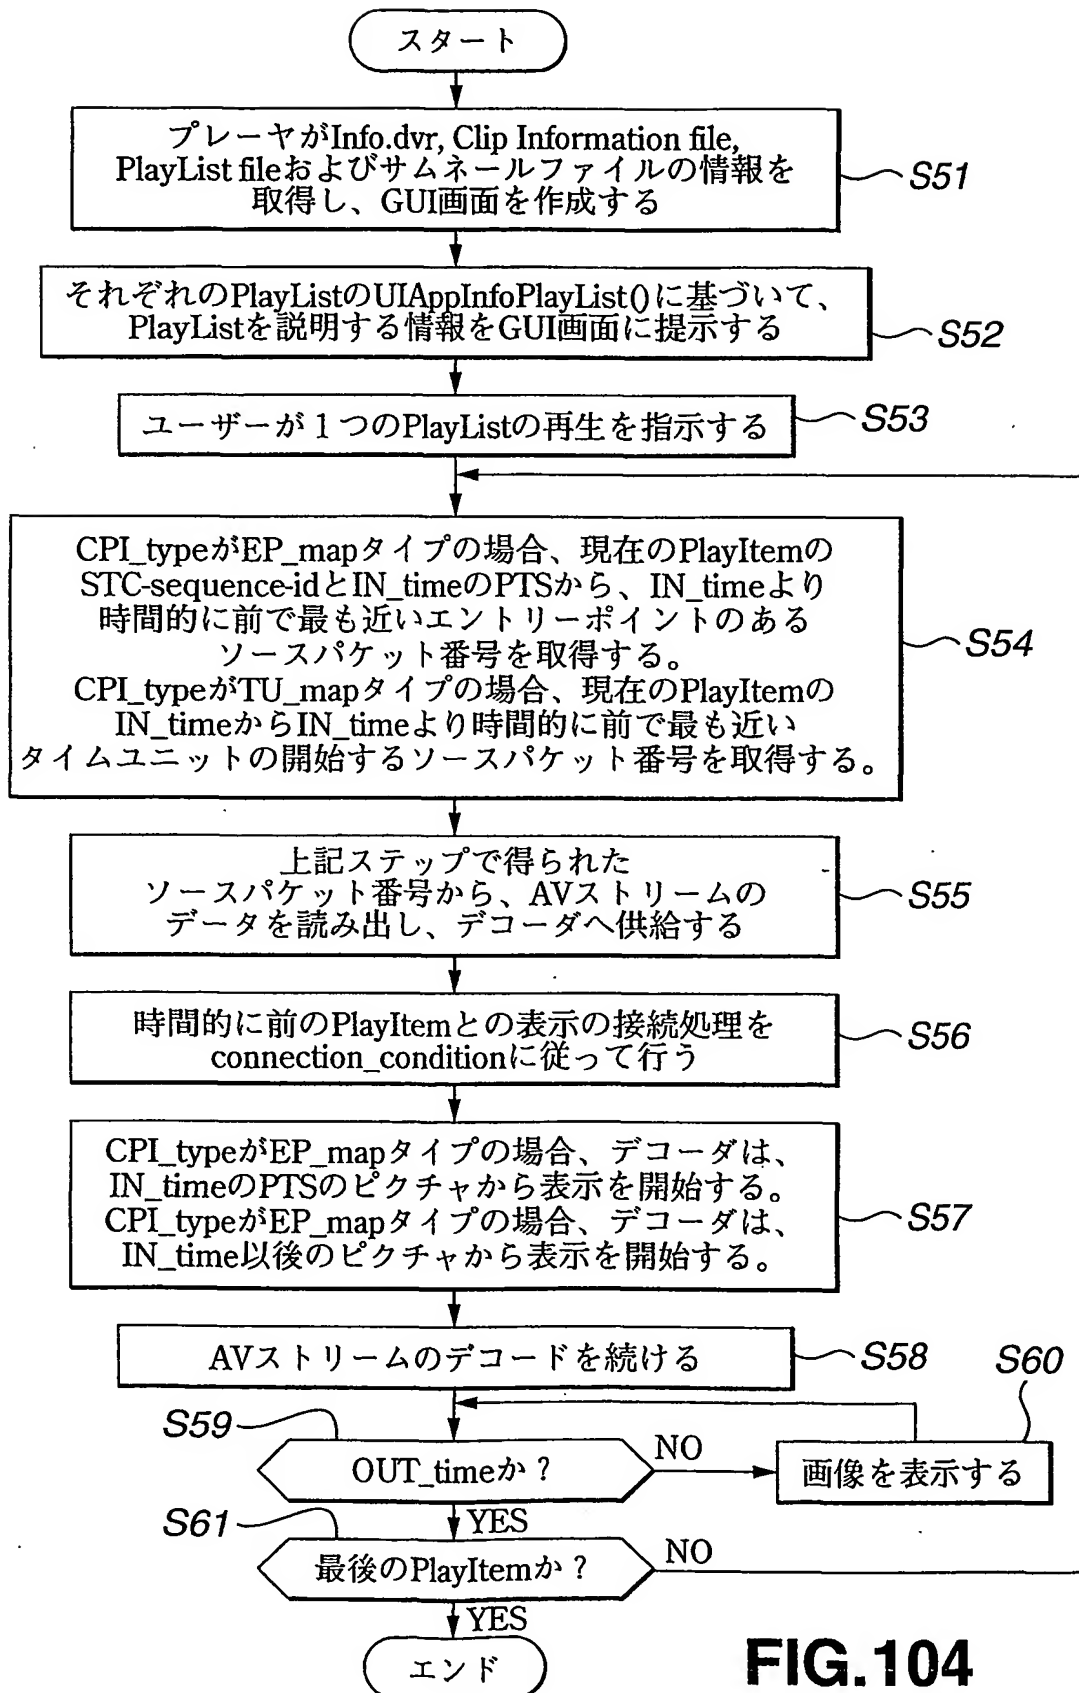 スタート
プレーヤがInfo.dvr, Clip Information file,
PlayList fileおよびサムネールファイルの情報を
取得し、GUI画面を作成する
S51
それぞれのPlayListのUIAppInfoPlayList()に基づいて、
PlayListを説明する情報をGUI画面に提示する
S52
ユーザーが1つのPlayListの再生を指示する
S53
CPI_typeがEP_mapタイプの場合、現在のPlayItemの
STC-sequence-idとIN_timeのPTSから、IN_timeより
時間的に前で最も近いエントリーポイントのある
ソースパケット番号を取得する。
CPI_typeがTU_mapタイプの場合、現在のPlayItemの
IN_timeからIN_timeより時間的に前で最も近い
タイムユニットの開始するソースパケット番号を取得する。
S54
上記ステップで得られた
ソースパケット番号から、AVストリームの
データを読み出し、デコーダへ供給する
S55
時間的に前のPlayItemとの表示の接続処理を
connection_conditionに従って行う
S56
CPI_typeがEP_mapタイプの場合、デコーダは、
IN_timeのPTSのピクチャから表示を開始する。
CPI_typeがEP_mapタイプの場合、デコーダは、
IN_time以後のピクチャから表示を開始する。
S57
AVストリームのデコードを続ける
S58
S60
S59
OUT_timeか?
NO
画像を表示する
YES
S61
最後のPlayItemか?
NO
YES
エンド
FIG.104